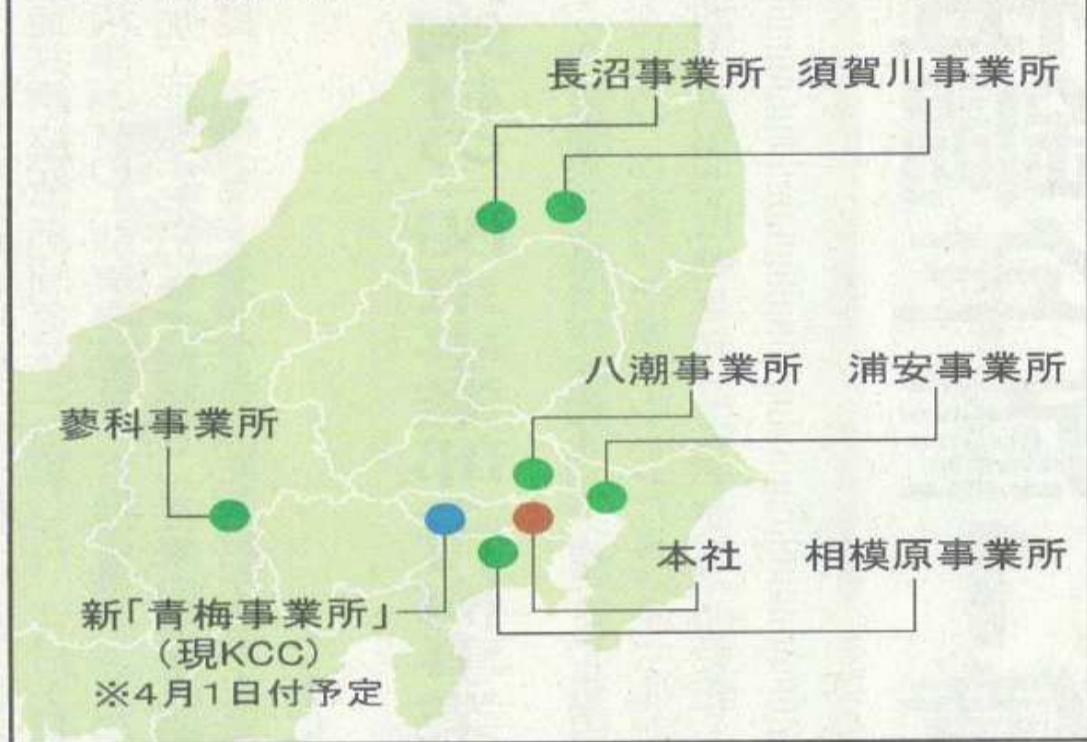 長沼事業所 須賀川事業所
八潮事業所 浦安事業所
蓼科事業所
本社 相模原事業所
新「青梅事業所」
（現KCC）
※4月1日付予定